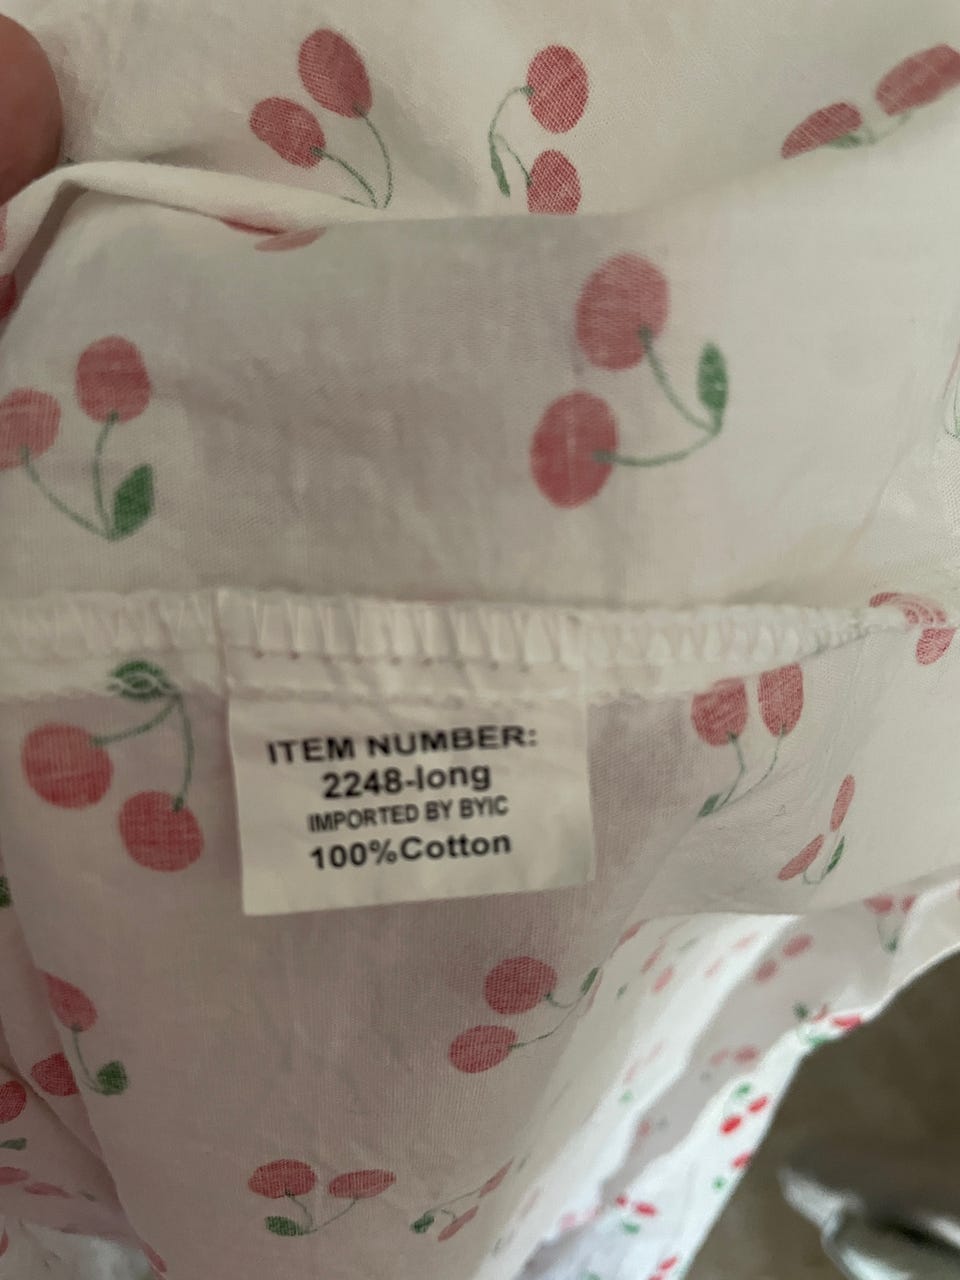 ITEM NUMBER:
2248-long
IMPORTED BY BYIC
100%Cotton